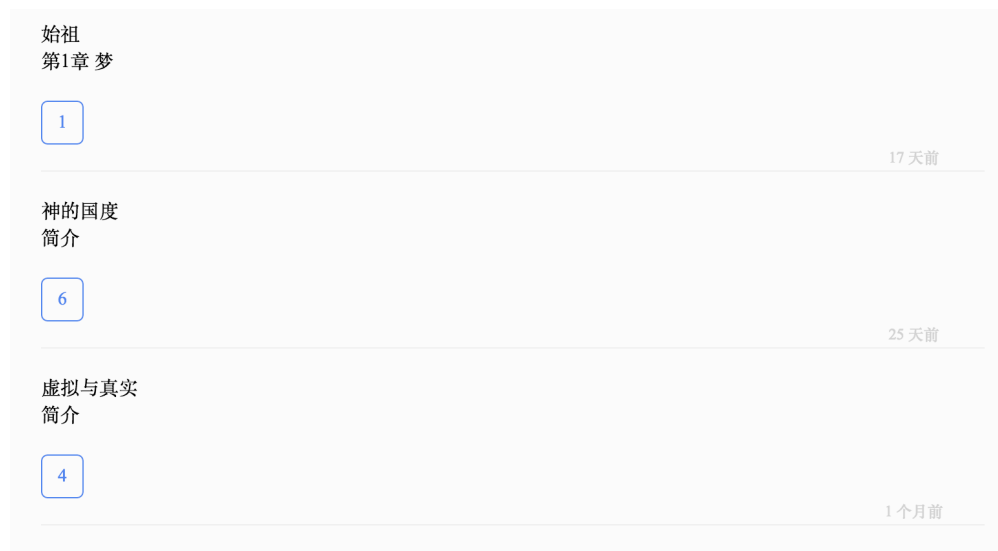 始祖
第1章 梦
1
17 天前
神的国度
简介
6
25 天前
虚拟与真实
简介
4
1 个月前